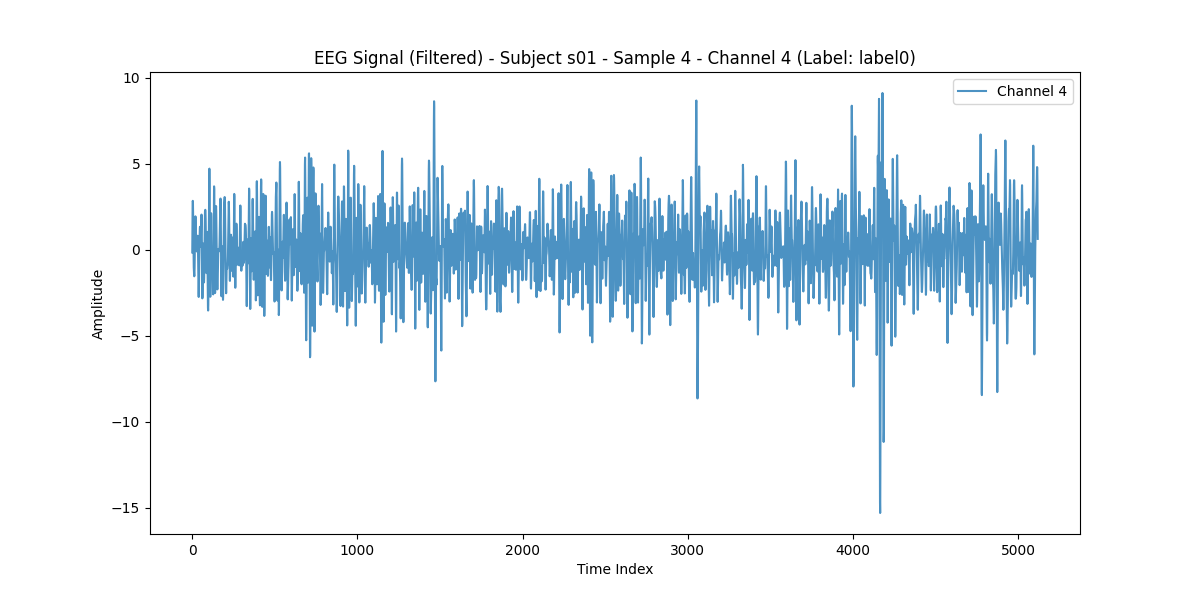 EEG Signal (Filtered) - Subject s01 - Sample 4 - Channel 4 (Label: label0)
Channel 4
10
5
0
−5
−10
−15
Amplitude
0 1000 2000 3000 4000 5000
Time Index